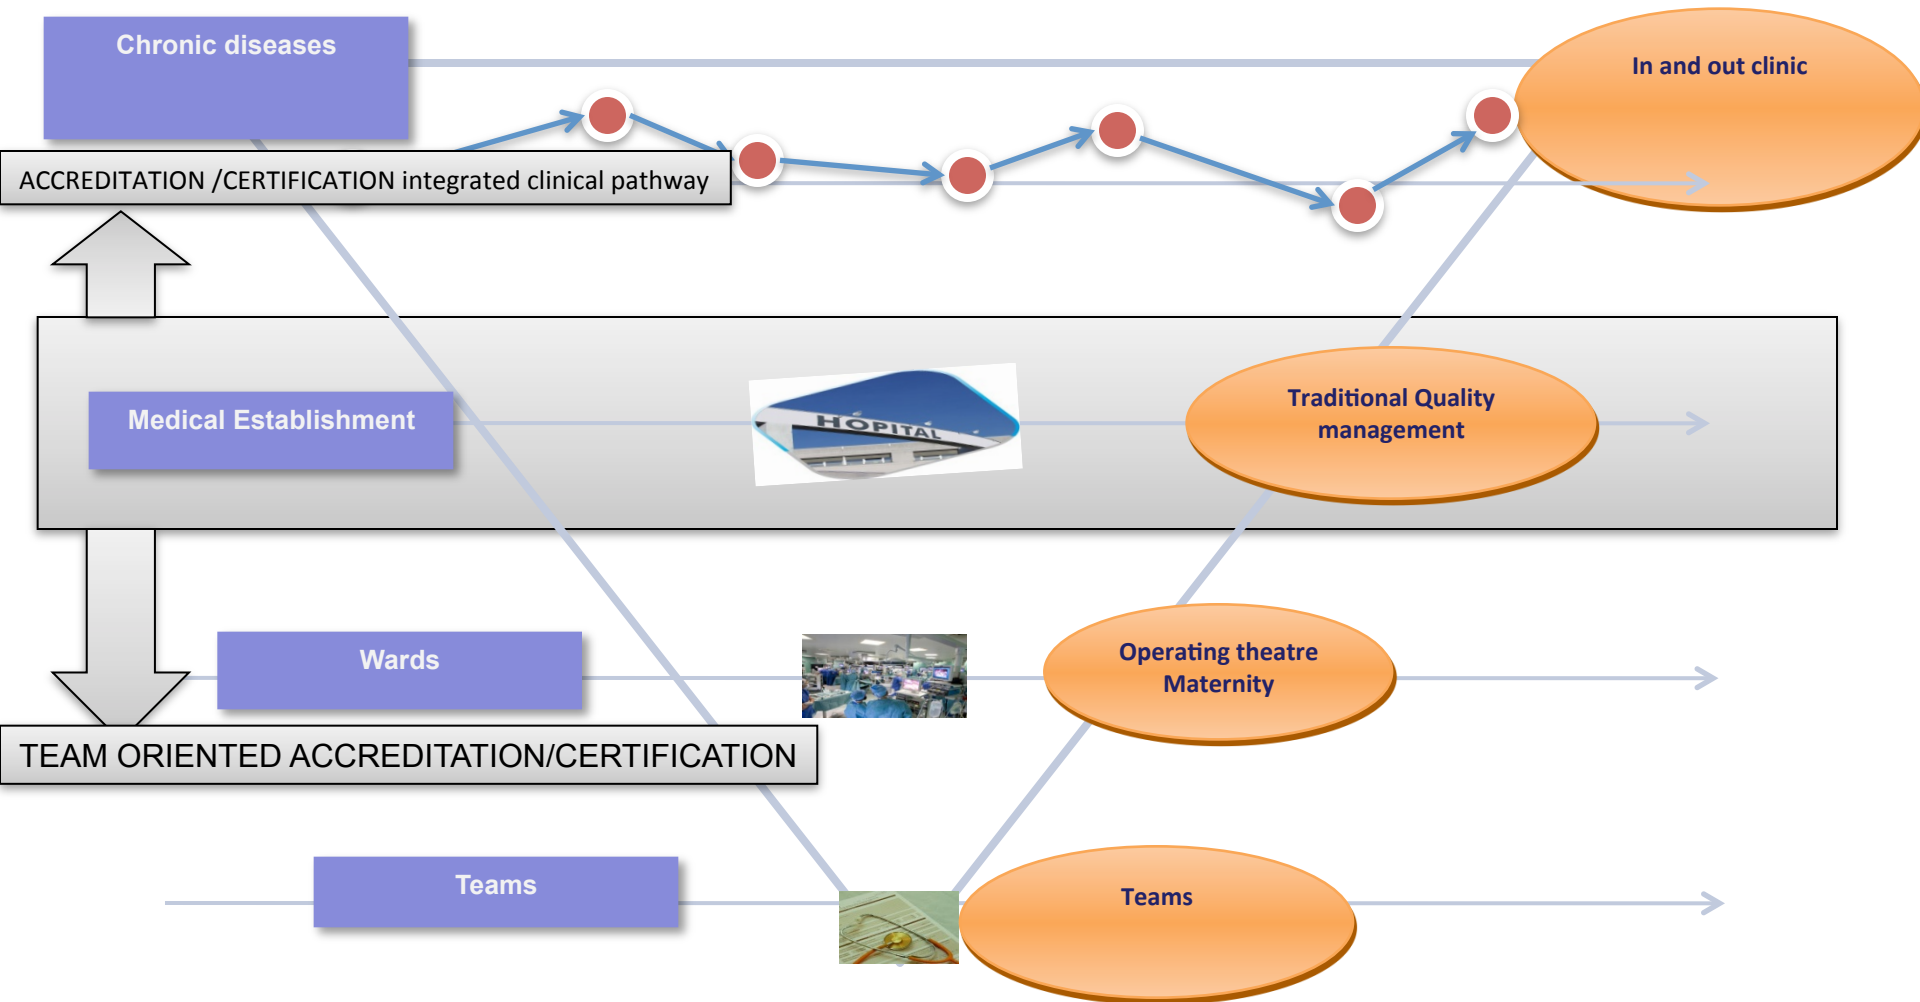 Chronic diseases
In and out clinic
ACCREDITATION /CERTIFICATION integrated clinical pathway
HOPITAL
Medical Establishment
Traditional Quality
management
Wards
Operating theatre
Maternity
TEAM ORIENTED ACCREDITATION/CERTIFICATION
Teams
Teams